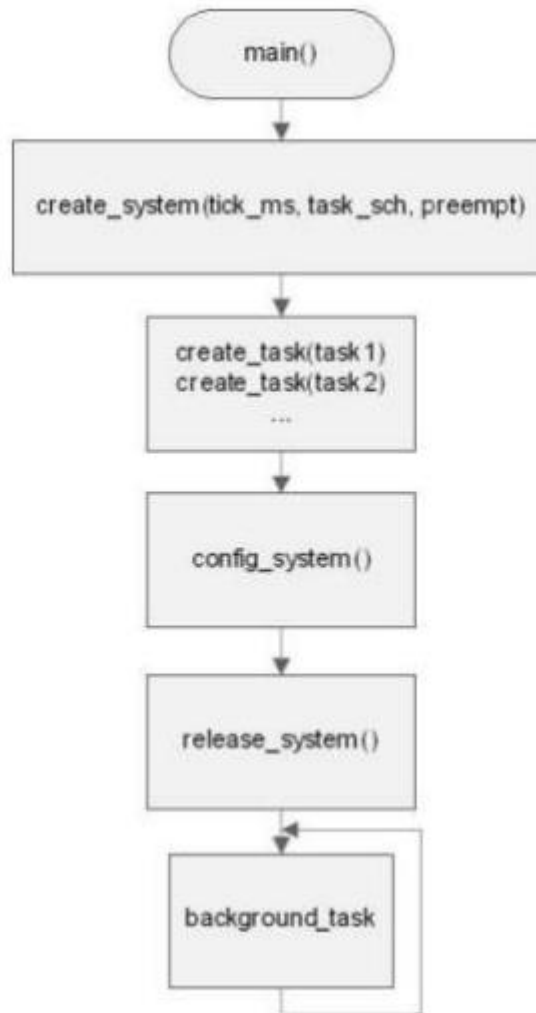 main()
create_system(tick_ms, task_sch, preempt)
create_task(task1)
create_task(task2)
...
config_system()
release_system()
background_task